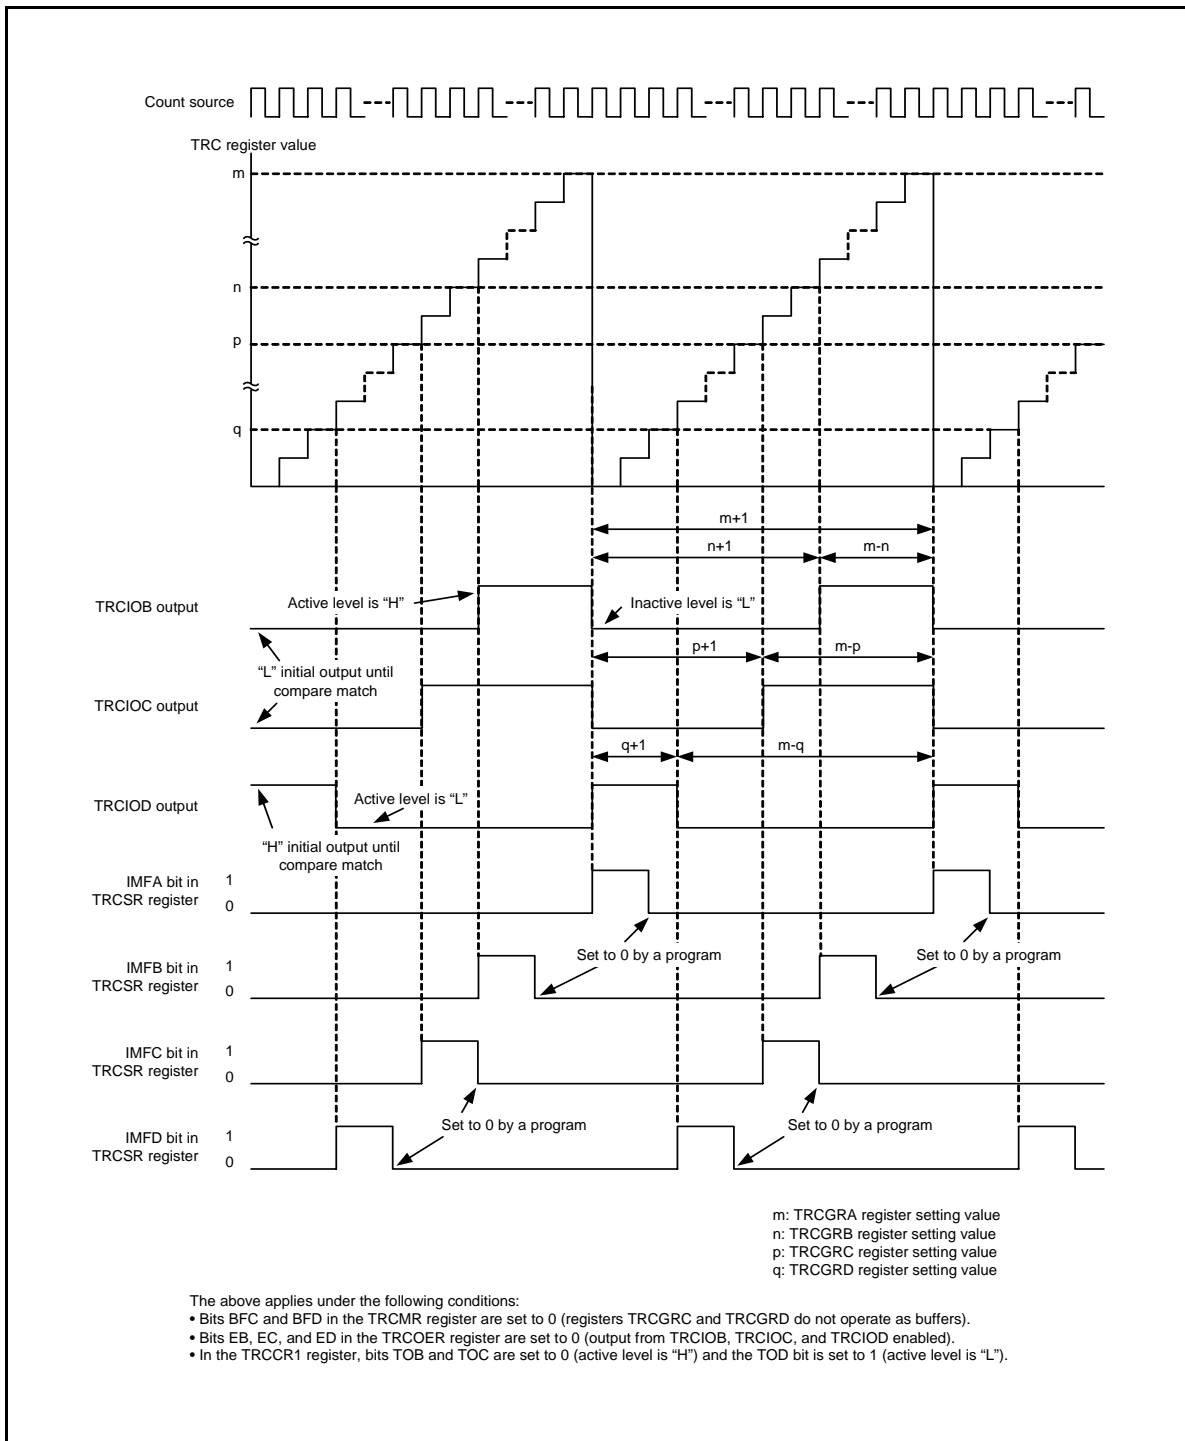 Count source
TRC register value
m
n
p
q
m+1
n+1
m-n
TRCIOB output
Active level is “H”
Inactive level is “L”
p+1
m-p
“L” initial output until
compare match
TRCIOC output
q+1
m-q
TRCIOD output
Active level is “L”
“H” initial output until
compare match
IMFA bit in
TRCSR register
1
0
Set to 0 by a program
Set to 0 by a program
IMFB bit in
TRCSR register
1
0
IMFC bit in
TRCSR register
1
0
Set to 0 by a program
Set to 0 by a program
IMFD bit in
TRCSR register
1
0
m: TRCGRA register setting value
n: TRCGRB register setting value
p: TRCGRC register setting value
q: TRCGRD register setting value
The above applies under the following conditions:
• Bits BFC and BFD in the TRCMR register are set to 0 (registers TRCGRC and TRCGRD do not operate as buffers).
• Bits EB, EC, and ED in the TRCOER register are set to 0 (output from TRCIOB, TRCIOC, and TRCIOD enabled).
• In the TRCCR1 register, bits TOB and TOC are set to 0 (active level is “H”) and the TOD bit is set to 1 (active level is “L”).